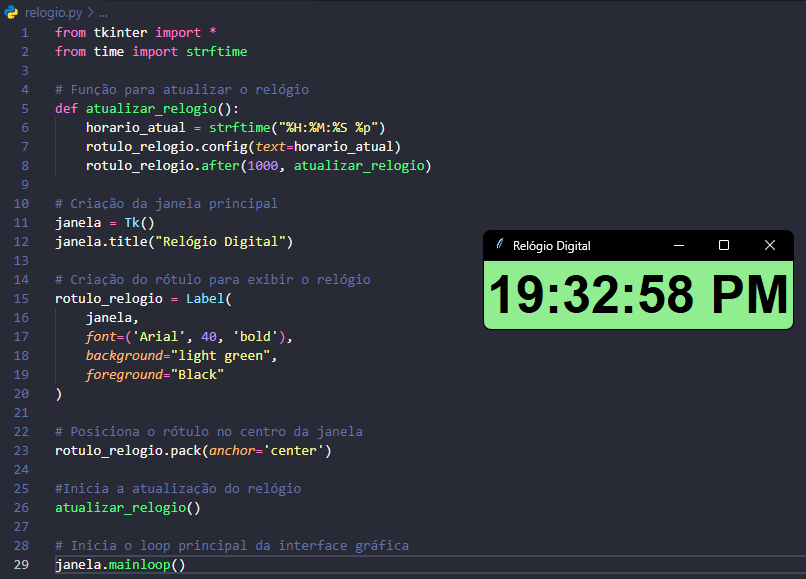 relogio.py > ...
1 from tkinter import *
2 from time import strftime
3
4 # Função para atualizar o relógio
5 def atualizar_relogio():
6     horario_atual = strftime("%H:%M:%S %p")
7     rotulo_relogio.config(text=horario_atual)
8     rotulo_relogio.after(1000, atualizar_relogio)
9
10 # Criação da janela principal
11 janela = Tk()
12 janela.title("Relógio Digital")
13
14 # Criação do rótulo para exibir o relógio
15 rotulo_relogio = Label(
16     janela,
17     font=('Arial', 40, 'bold'),
18     background="light green",
19     foreground="Black"
20 )
21
22 # Posiciona o rótulo no centro da janela
23 rotulo_relogio.pack(anchor='center')
24
25 #Inicia a atualização do relógio
26 atualizar_relogio()
27
28 # Inicia o loop principal da interface gráfica
29 janela.mainloop()
Relógio Digital
19:32:58 PM